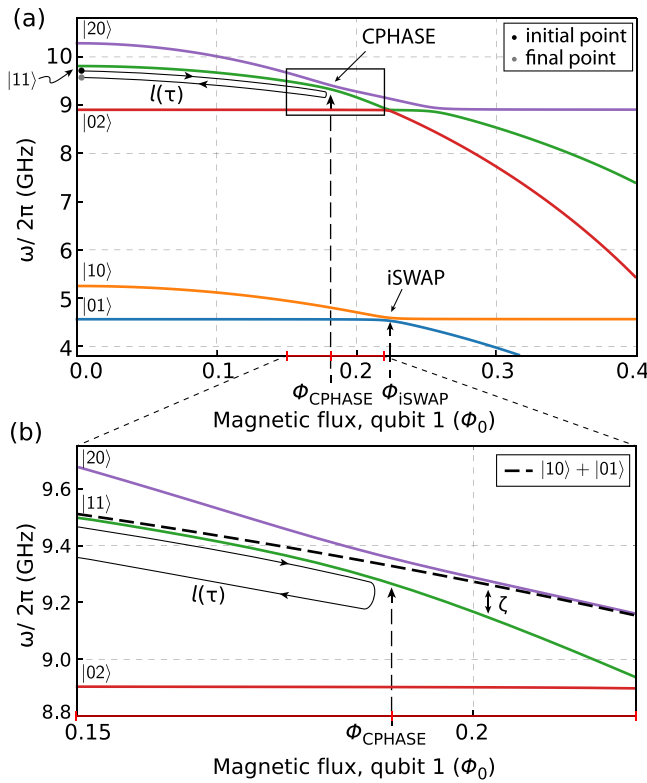 (a)
|20⟩
CPHASE
initial point
final point
10
|11⟩
l(τ)
9
|02⟩
8
7
6
ω/ 2π (GHz)
|10⟩
iSWAP
5
|01⟩
4
0.0
0.1
0.2
0.3
0.4
Φ_CPHASE
Φ_iSWAP
Magnetic flux, qubit 1 (Φ₀)
(b)
|20⟩
|10⟩ + |01⟩
9.6
|11⟩
9.4
l(τ)
ζ
9.2
9.0
|02⟩
8.8
ω/ 2π (GHz)
0.15
Φ_CPHASE
0.2
Magnetic flux, qubit 1 (Φ₀)